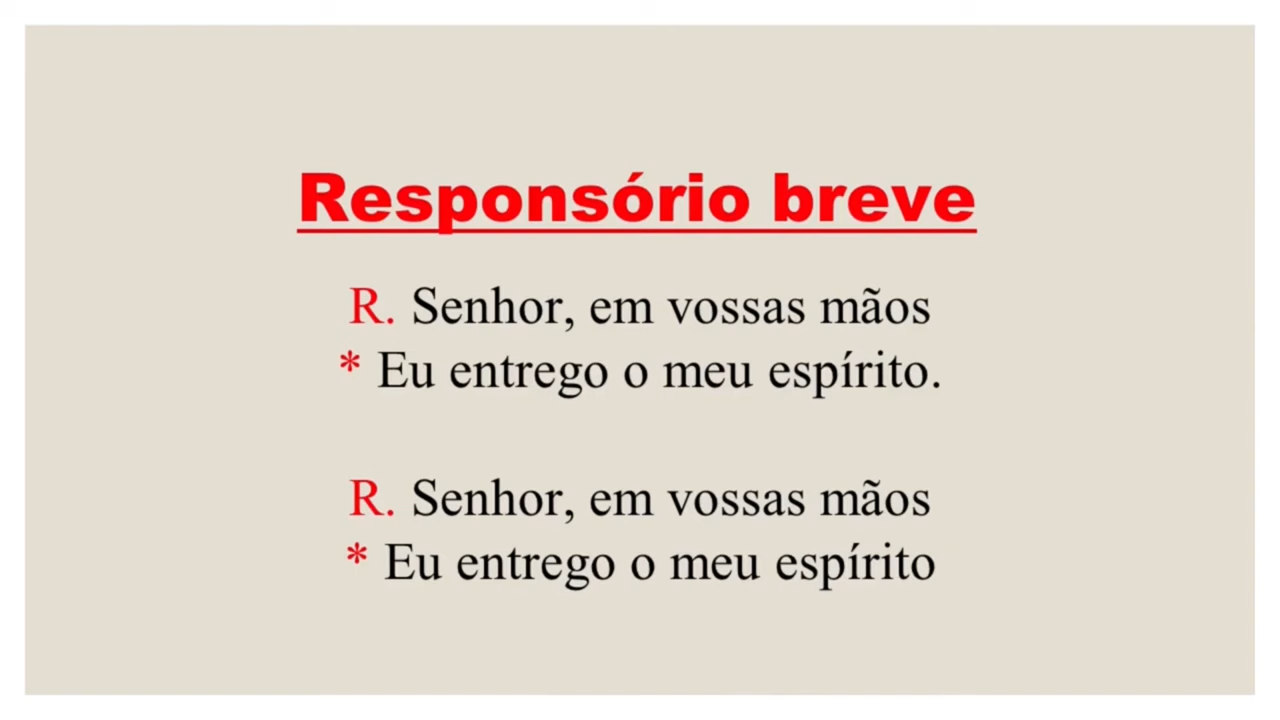 Responsório breve
R. Senhor, em vossas mãos
* Eu entrego o meu espírito.
R. Senhor, em vossas mãos
* Eu entrego o meu espírito